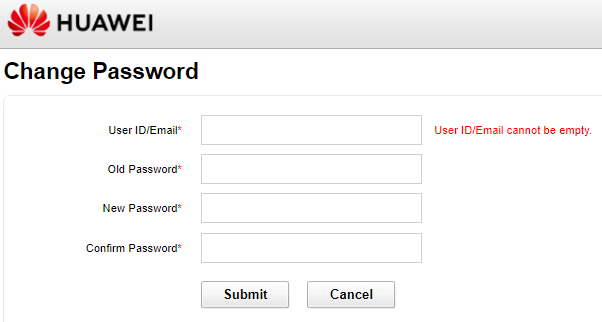 HUAWEI
Change Password
User ID/Email* User ID/Email cannot be empty.
Old Password*
New Password*
Confirm Password*
Submit Cancel